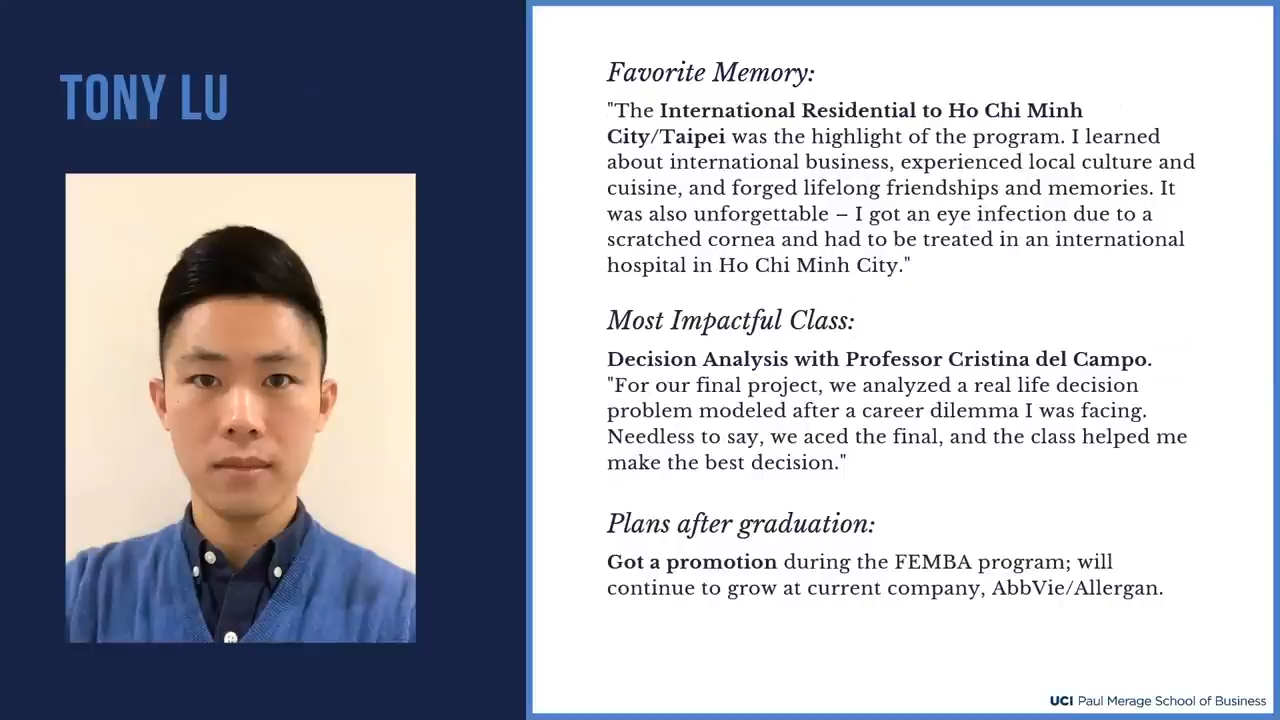 TONY LU
Favorite Memory:
"The International Residential to Ho Chi Minh
City/Taipei was the highlight of the program. I learned
about international business, experienced local culture and
cuisine, and forged lifelong friendships and memories. It
was also unforgettable – I got an eye infection due to a
scratched cornea and had to be treated in an international
hospital in Ho Chi Minh City."
Most Impactful Class:
Decision Analysis with Professor Cristina del Campo.
"For our final project, we analyzed a real life decision
problem modeled after a career dilemma I was facing.
Needless to say, we aced the final, and the class helped me
make the best decision."
Plans after graduation:
Got a promotion during the FEMBA program; will
continue to grow at current company, AbbVie/Allergan.
UCI Paul Merage School of Business